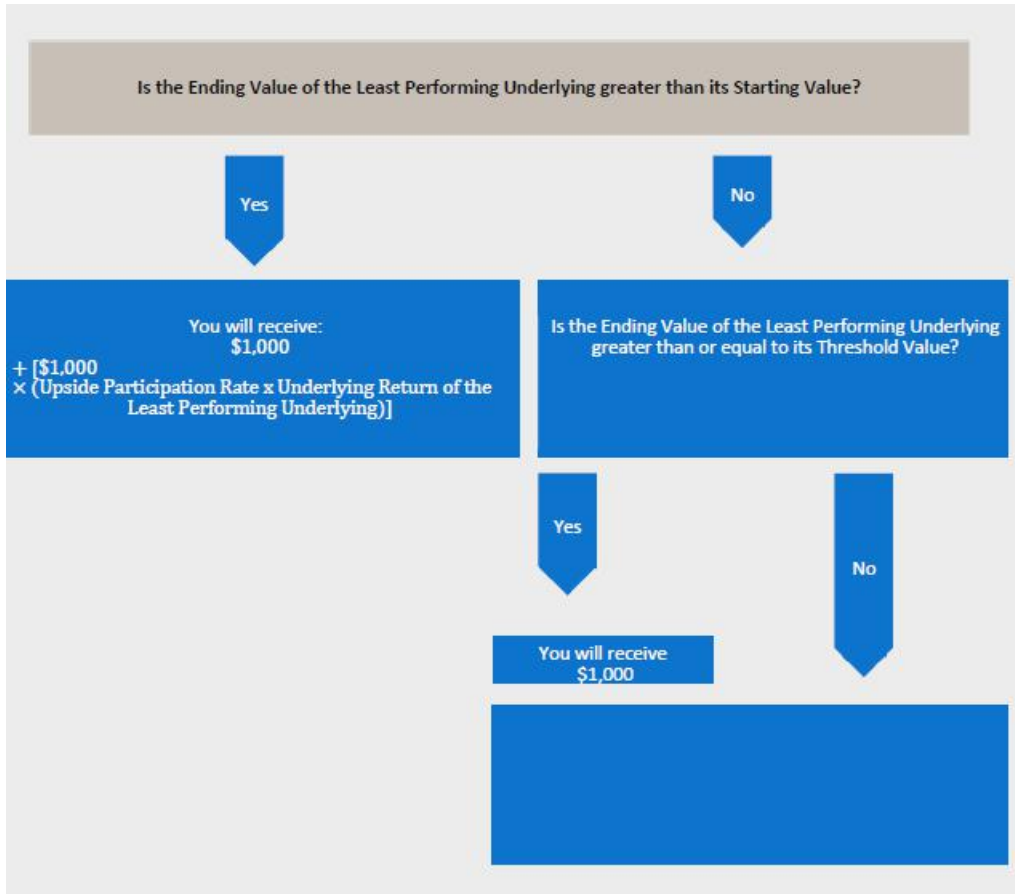 Is the Ending Value of the Least Performing Underlying greater than its Starting Value?
Yes
No
You will receive:
$1,000
+ [$1,000
× (Upside Participation Rate x Underlying Return of the
Least Performing Underlying)]
Is the Ending Value of the Least Performing Underlying
greater than or equal to its Threshold Value?
Yes
No
You will receive
$1,000